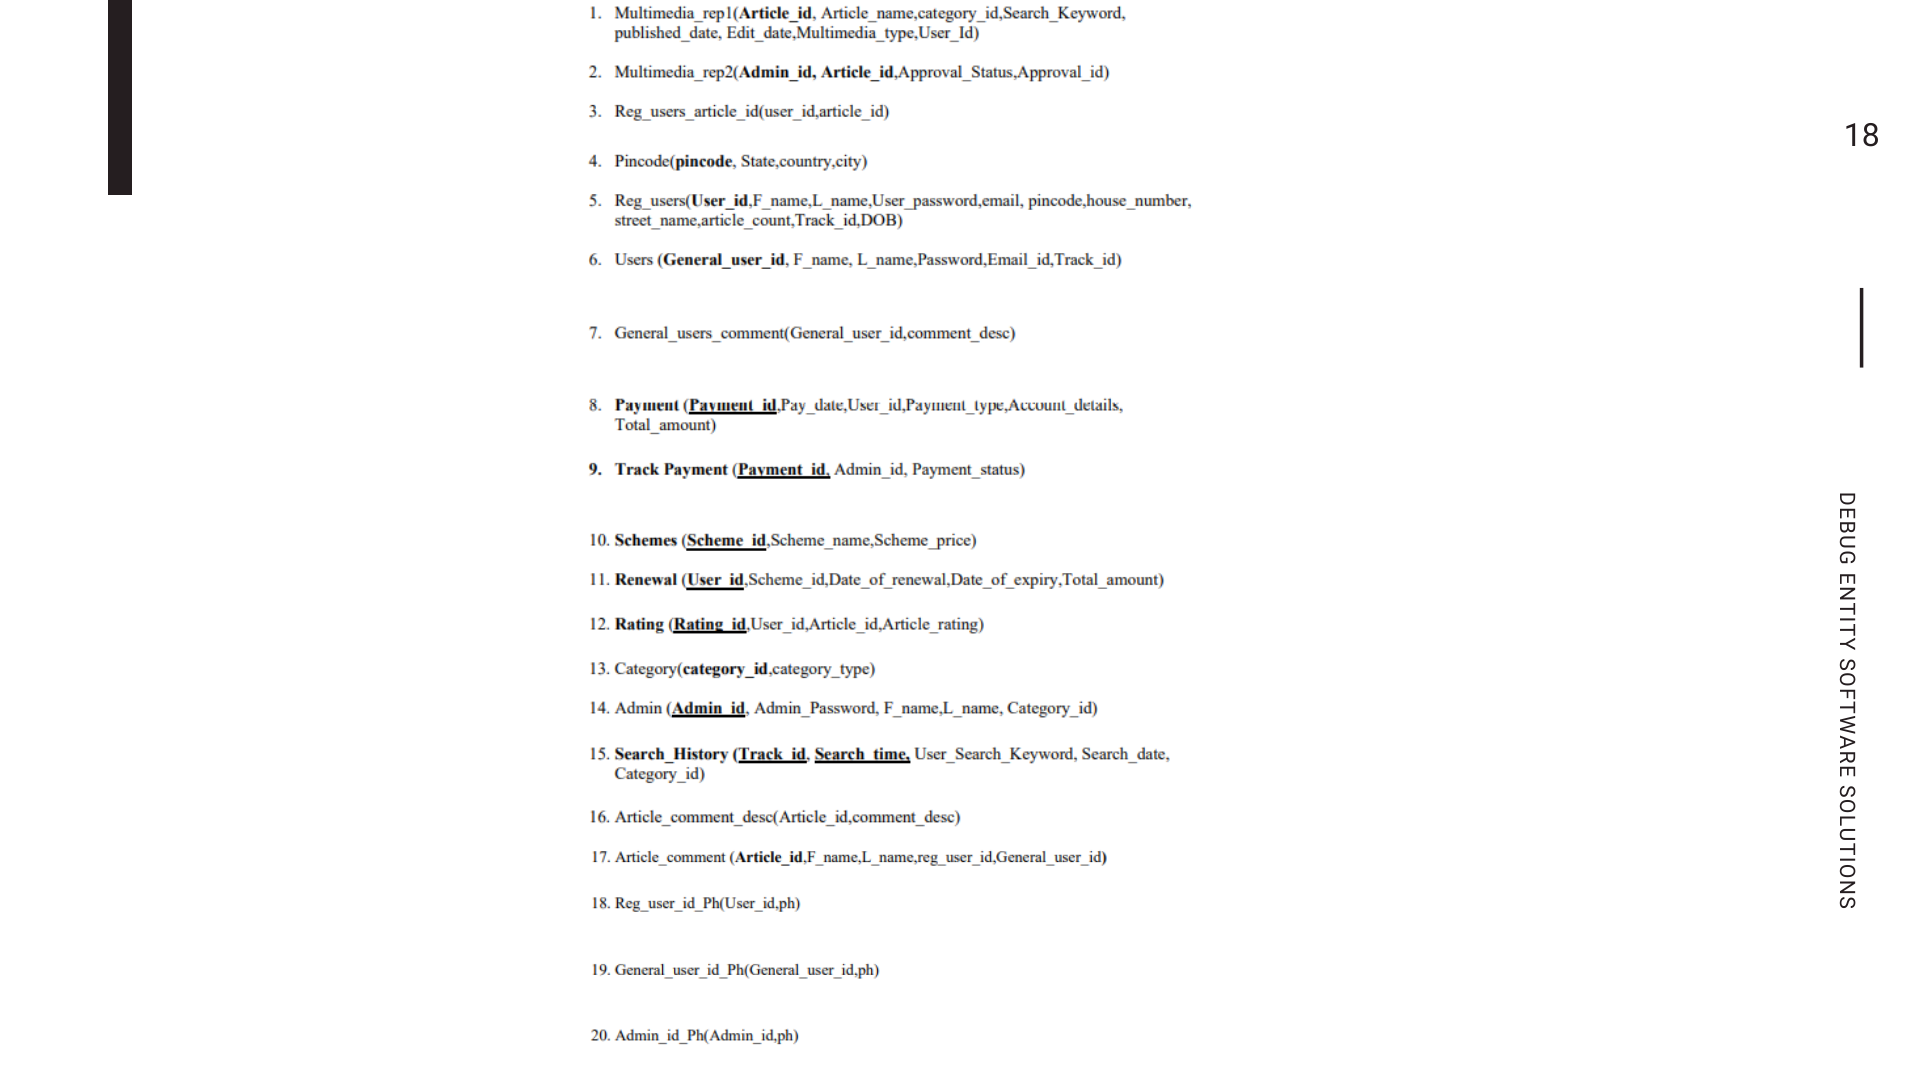 1. Multimedia_rep1(Article_id, Article_name,category_id,Search_Keyword,
published_date, Edit_date,Multimedia_type,User_Id)
2. Multimedia_rep2(Admin_id, Article_id,Approval_Status,Approval_id)
3. Reg_users_article_id(user_id,article_id)
4. Pincode(pincode, State,country,city)
5. Reg_users(User_id,F_name,L_name,User_password,email, pincode,house_number,
street_name,article_count,Track_id,DOB)
6. Users (General_user_id, F_name, L_name,Password,Email_id,Track_id)
7. General_users_comment(General_user_id,comment_desc)
8. Payment (Payment_id,Pay_date,User_id,Payment_type,Account_details,
Total_amount)
9. Track Payment (Payment_id, Admin_id, Payment_status)
10. Schemes (Scheme_id,Scheme_name,Scheme_price)
11. Renewal (User_id,Scheme_id,Date_of_renewal,Date_of_expiry,Total_amount)
12. Rating (Rating_id,User_id,Article_id,Article_rating)
13. Category(category_id,category_type)
14. Admin (Admin_id, Admin_Password, F_name,L_name, Category_id)
15. Search_History (Track_id, Search_time, User_Search_Keyword, Search_date,
Category_id)
16. Article_comment_desc(Article_id,comment_desc)
17. Article_comment (Article_id,F_name,L_name,reg_user_id,General_user_id)
18. Reg_user_id_Ph(User_id,ph)
19. General_user_id_Ph(General_user_id,ph)
20. Admin_id_Ph(Admin_id,ph)
18
DEBUG ENTITY SOFTWARE SOLUTIONS